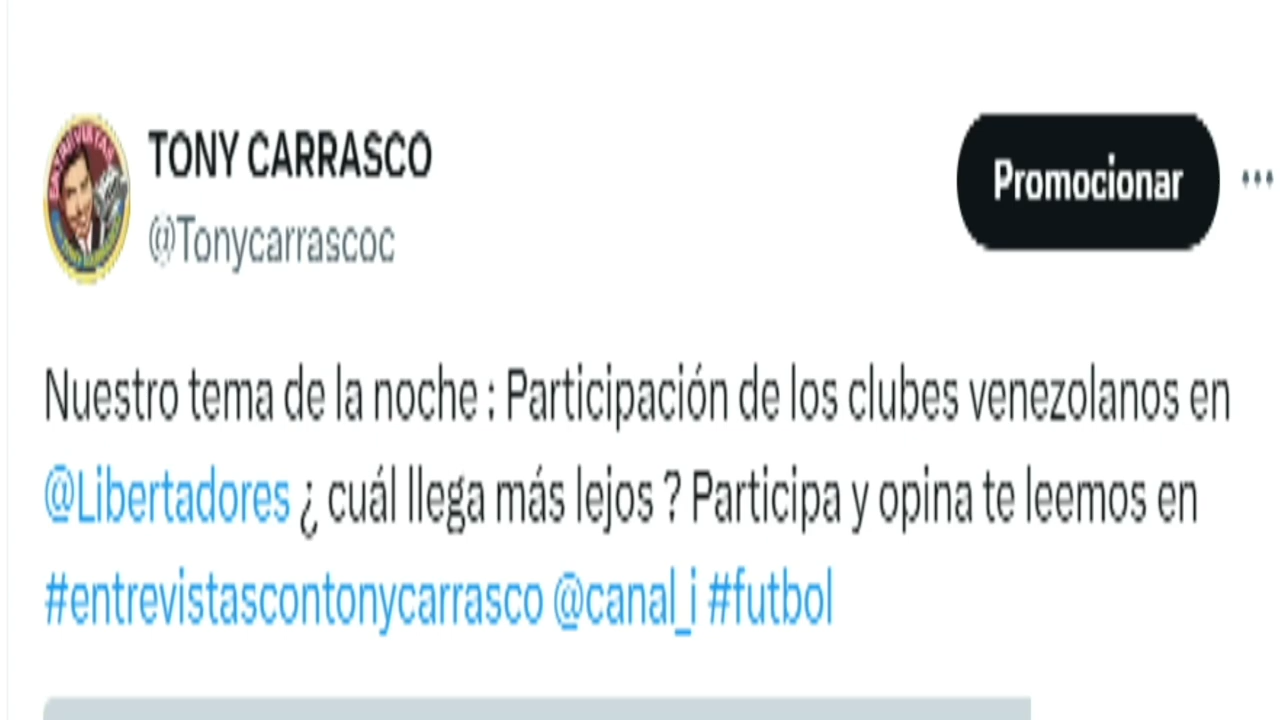 ENTREVISTAS
TONY CARRASCO
@Tonycarrascoc
Promocionar
Nuestro tema de la noche : Participación de los clubes venezolanos en
@Libertadores ¿ cuál llega más lejos ? Participa y opina te leemos en
#entrevistascontonycarrasco @canal_i #futbol